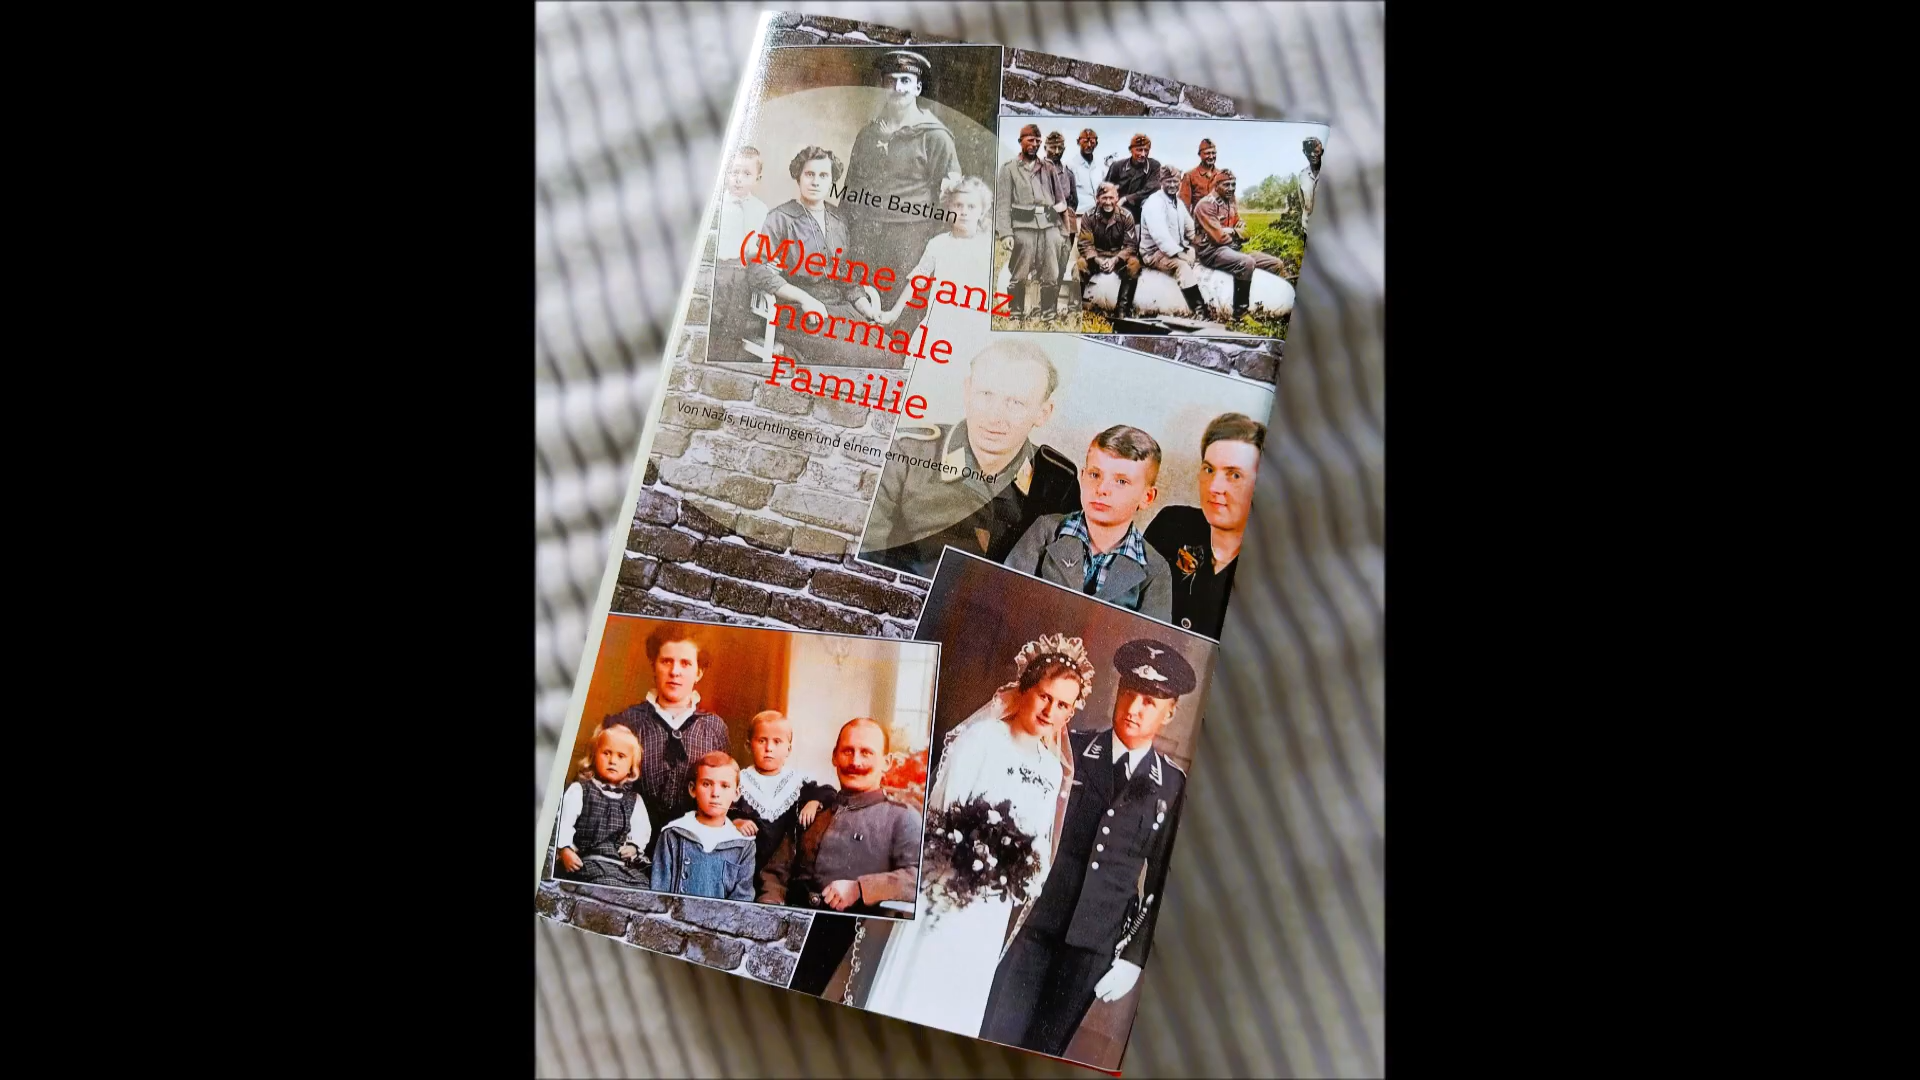 Malte Bastian
(M)eine ganz
normale
Familie
Von Nazis, Flüchtlingen und einem ermordeten Onkel